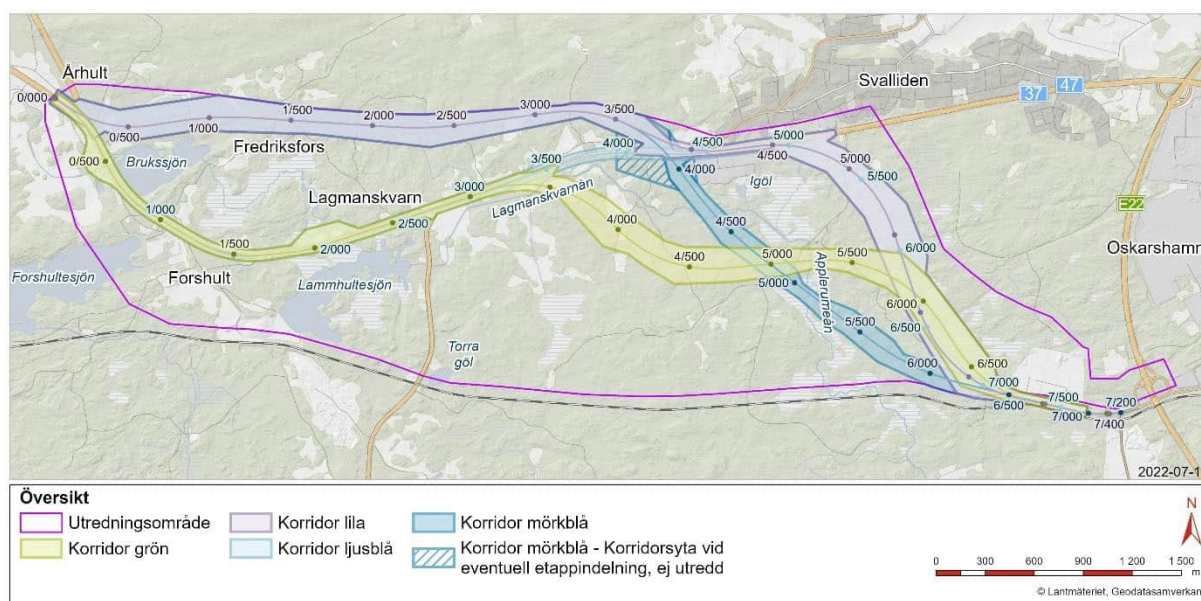 Århult
Svalliden
37
47
0/000
0/500
1/000
1/500
2/000
2/500
3/000
3/500
Brukssjön
Fredriksfors
0/500
4/000
4/500
5/000
4/500
5/000
3/500
4/000
5/500
Igöl
Lagmanskvarn
3/000
Lagmanskvarnån
E22
1/000
2/500
4/000
4/500
1/500
2/000
6/000
Oskarshamn
Forshultesjön
Forshult
Lammhultesjön
4/500
5/000
5/500
5/000
Applerumeån
6/000
5/500
6/500
Torra
göl
6/000
6/500
7/000
7/500
6/500
7/000
7/200
7/400
2022-07-1
Översikt
Utredningsområde
Korridor lila
Korridor mörkblå
Korridor grön
Korridor ljusblå
Korridor mörkblå - Korridorsyta vid
eventuell etappindelning, ej utredd
N
0 300 600 900 1 200 1 500
m
© Lantmäteriet, Geodatasamverkan